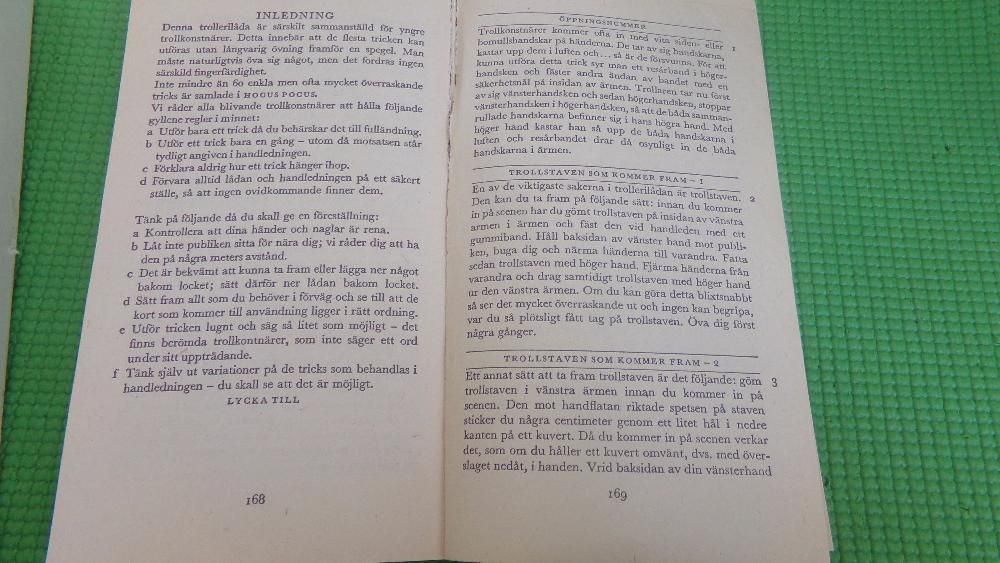 INLEDNING
Denna trollerilåda är särskilt sammanställd för yngre
trollkonstnärer. Detta innebär att de flesta tricken kan
utföras utan långvarig övning framför en spegel. Man
måste naturligtvis öva sig något, men det fordras ingen
särskild fingerfärdighet.
Inte mindre än 60 enkla men ofta mycket överraskande
tricks är samlade i HOCUS POCUS.
Vi råder alla blivande trollkonstnärer att hålla följande
gyllene regler i minnet:
a Utför bara ett trick då du behärskar det till fulländning.
b Utför ett trick bara en gång – utom då motsatsen står
tydligt angiven i handledningen.
c Förklara aldrig hur ett trick hänger ihop.
d Förvara alltid lådan och handledningen på ett säkert
ställe, så att ingen ovidkommande finner dem.
Tänk på följande då du skall ge en föreställning:
a Kontrollera att dina händer och naglar är rena.
b Låt inte publiken sitta för nära dig; vi råder dig att ha
den på några meters avstånd.
c Det är bekvämt att kunna ta fram eller lägga ner något
bakom locket; sätt därför ner lådan bakom locket.
d Sätt fram allt som du behöver i förväg och se till att de
kort som kommer till användning ligger i rätt ordning.
e Utför tricken lugnt och säg så litet som möjligt – det
finns berömda trollkontnärer, som inte säger ett ord
under sitt uppträdande.
f Tänk själv ut variationer på de tricks som behandlas i
handledningen – du skall se att det är möjligt.
LYCKA TILL
168
ÖPPNINGSNUMMER
Trollkonstnärer kommer ofta in med vita siden- eller 1
bomullshandskar på händerna. De tar av sig handskarna,
kastar upp dem i luften och... så är de försvunna. För att
kunna utföra detta trick syr man ett resårband i höger-
handsken och fäster andra ändan av bandet med en
säkerhetsnål på insidan av ärmen. Trollaren tar nu först
av sig vänsterhandsken och sedan högerhandsken, stoppar
vänsterhandsken i högerhandsken, så att de båda samman-
rullade handskarna befinner sig i hans högra hand. Med
höger hand kastar han så upp de båda handskarna i
luften och resårbandet drar då osynligt in de båda
handskarna i ärmen.
TROLLSTAVEN SOM KOMMER FRAM – 1
En av de viktigaste sakerna i trollerilådan är trollstaven. 2
Den kan du ta fram på följande sätt: innan du kommer
in på scenen har du gömt trollstaven på insidan av vänstra
armen i ärmen och fäst den vid handleden med ett
gummiband. Håll baksidan av vänster hand mot publi-
ken, buga dig och närma händerna till varandra. Fatta
sedan trollstaven med höger hand. Fjärma händerna från
varandra och drag samtidigt trollstaven med höger hand
ur den vänstra ärmen. Om du kan göra detta blixtsnabbt
så ser det mycket överraskande ut och ingen kan begripa,
var du så plötsligt fått tag på trollstaven. Öva dig först
några gånger.
TROLLSTAVEN SOM KOMMER FRAM – 2
Ett annat sätt att ta fram trollstaven är det följande: göm 3
trollstaven i vänstra ärmen innan du kommer in på
scenen. Den mot handflatan riktade spetsen på staven
sticker du några centimeter genom ett litet hål i nedre
kanten på ett kuvert. Då du kommer in på scenen verkar
det, som om du håller ett kuvert omvänt, dvs. med över-
slaget nedåt, i handen. Vrid baksidan av din vänsterhand
169